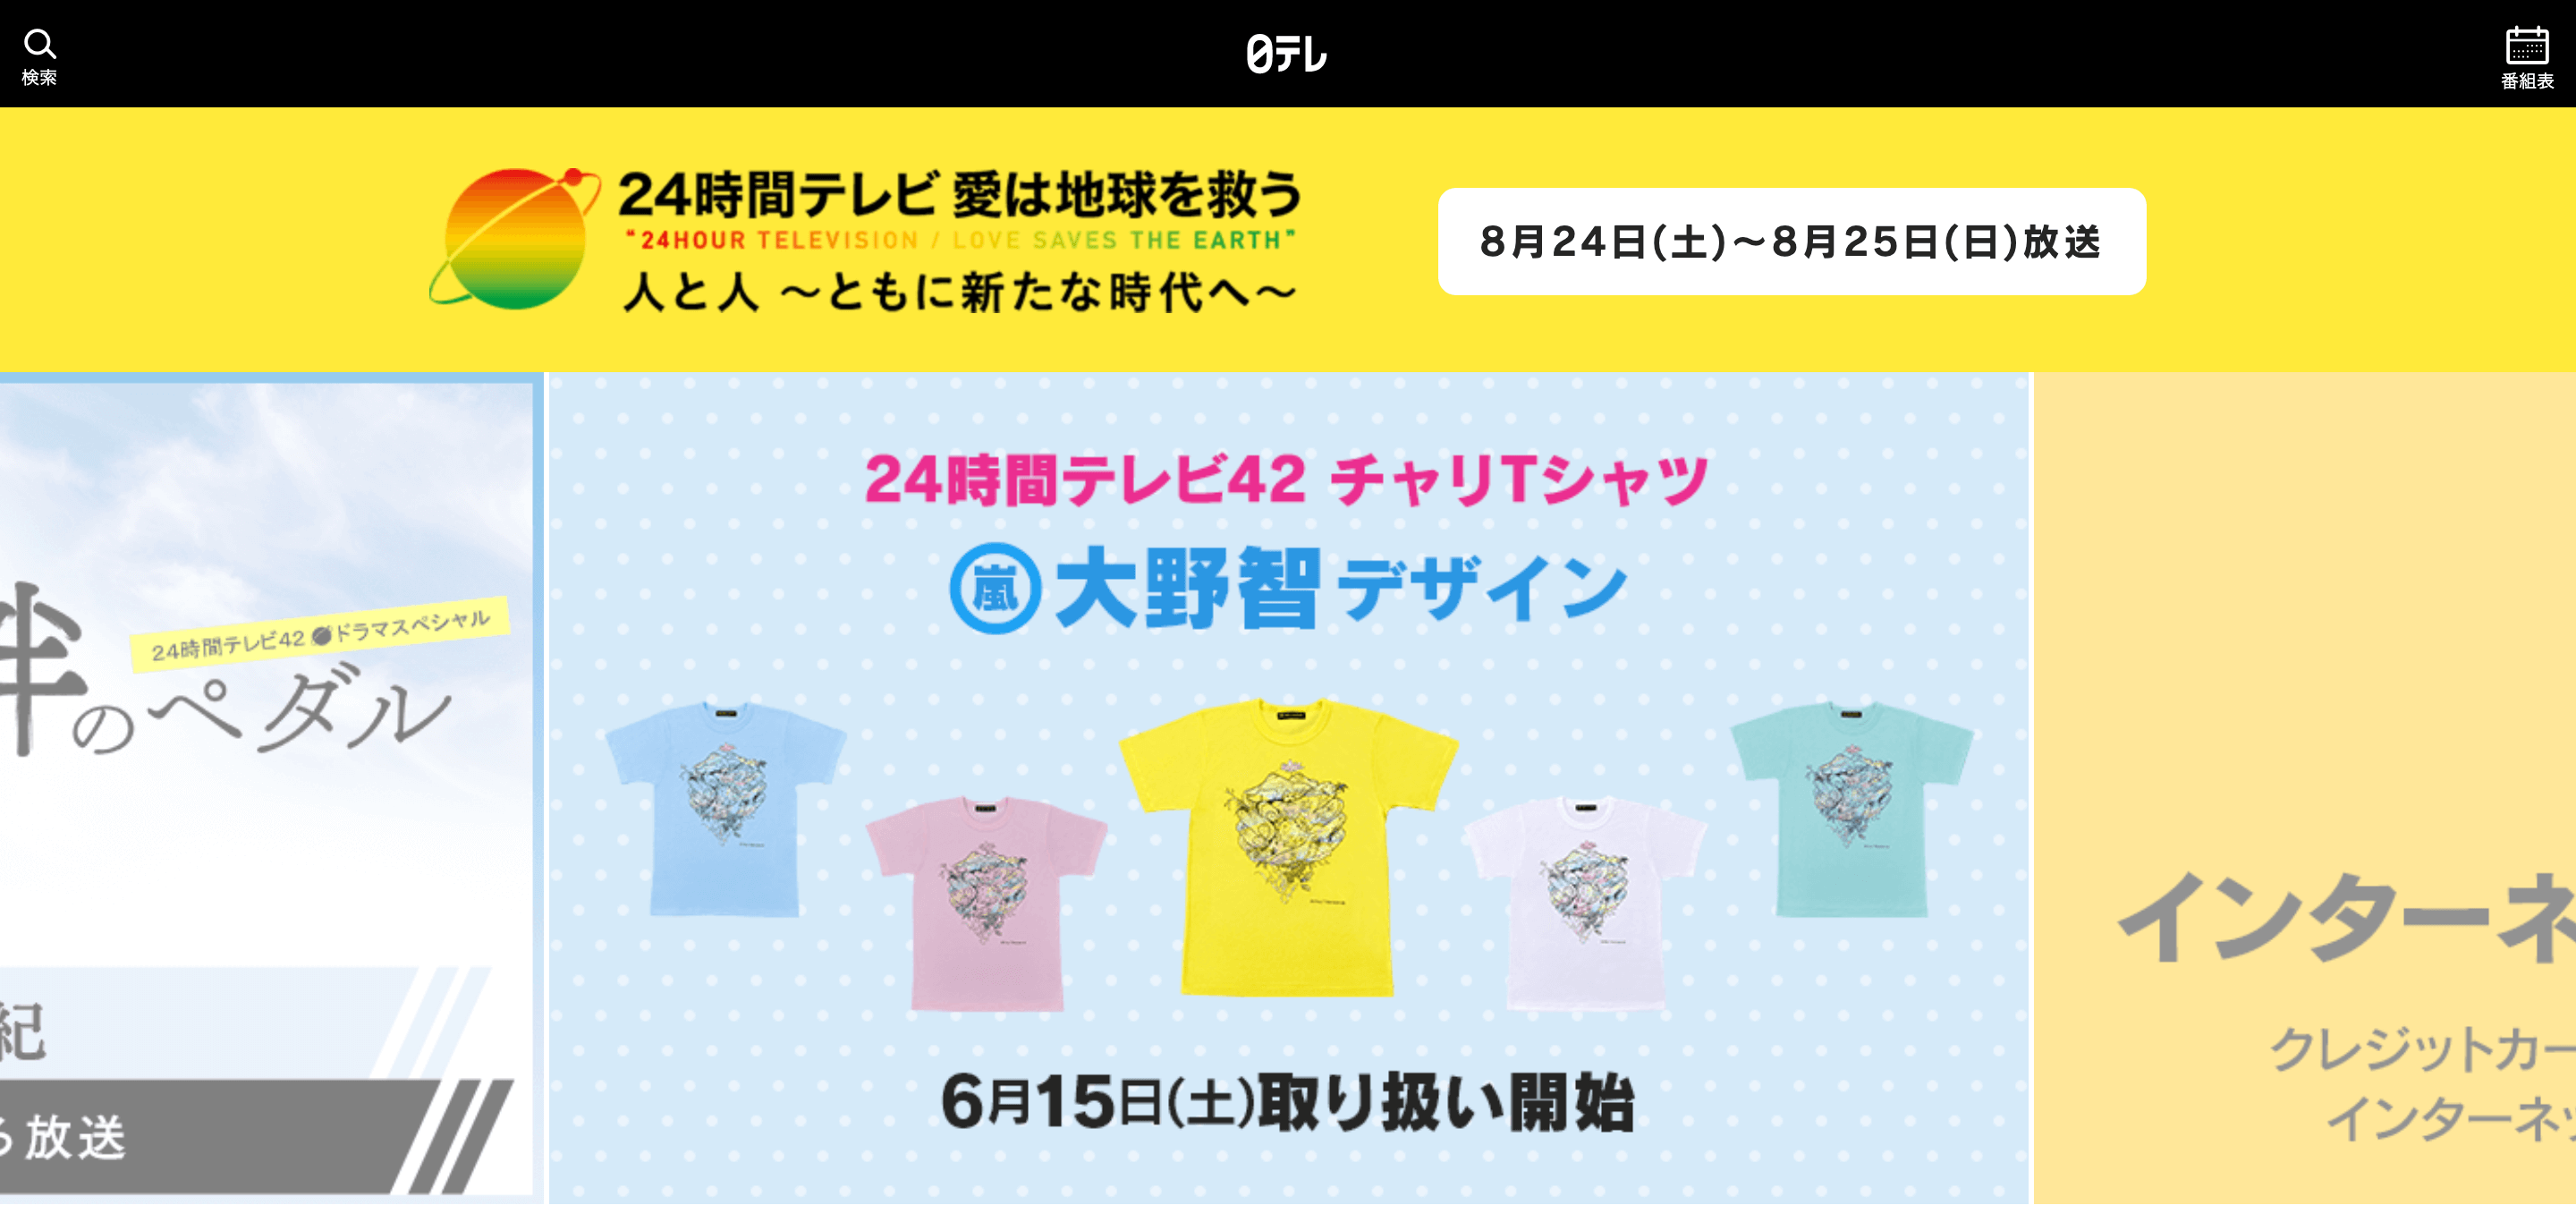 検索
日テレ
番組表
24時間テレビ 愛は地球を救う
"24HOUR TELEVISION / LOVE SAVES THE EARTH"
人と人 ～ともに新たな時代へ～
8月24日(土)～8月25日(日)放送
24時間テレビ42 ドラマスペシャル
絆のペダル
紀
ら放送
24時間テレビ42 チャリTシャツ
嵐 大野智デザイン
6月15日(土)取り扱い開始
インターネ
クレジットカー
インターネッ